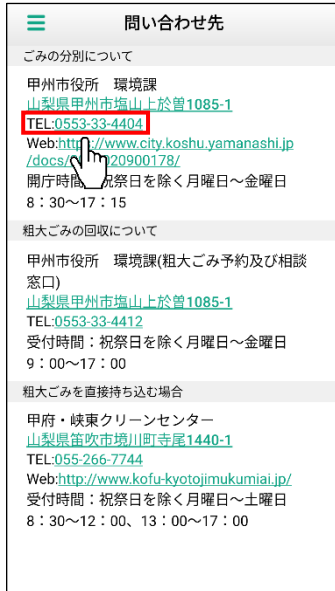 問い合わせ先
ごみの分別について
甲州市役所　環境課
山梨県甲州市塩山上於曽1085-1
TEL:0553-33-4404
Web:http://www.city.koshu.yamanashi.jp
/docs/ 020900178/
開庁時間 祝祭日を除く月曜日～金曜日
8：30～17：15
粗大ごみの回収について
甲州市役所　環境課(粗大ごみ予約及び相談
窓口)
山梨県甲州市塩山上於曽1085-1
TEL:0553-33-4412
受付時間：祝祭日を除く月曜日～金曜日
9：00～17：00
粗大ごみを直接持ち込む場合
甲府・峡東クリーンセンター
山梨県笛吹市境川町寺尾1440-1
TEL:055-266-7744
Web:http://www.kofu-kyotojimukumiai.jp/
受付時間：祝祭日を除く月曜日～土曜日
8：30～12：00、13：00～17：00